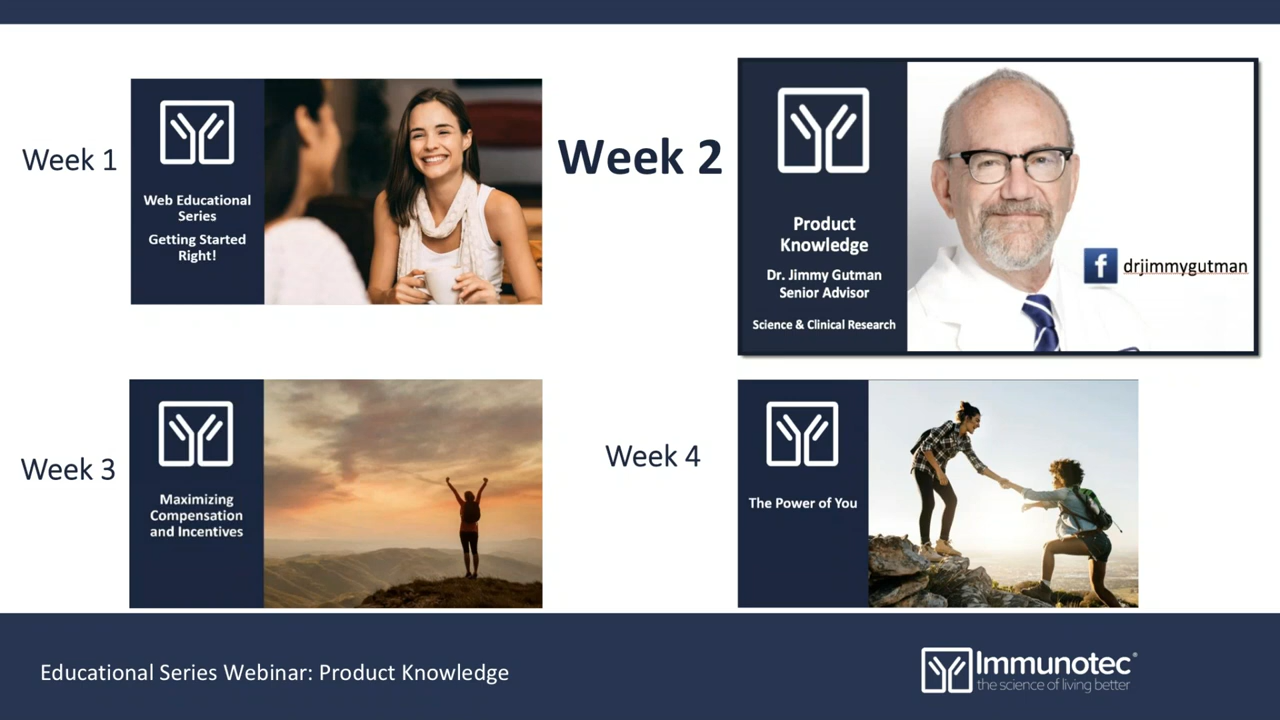 Week 1
Web Educational
Series
Getting Started
Right!
Week 2
Product
Knowledge
Dr. Jimmy Gutman
Senior Advisor
Science & Clinical Research
f
drjimmygutman
Week 3
Maximizing
Compensation
and Incentives
Week 4
The Power of You
Educational Series Webinar: Product Knowledge
Immunotec®
the science of living better